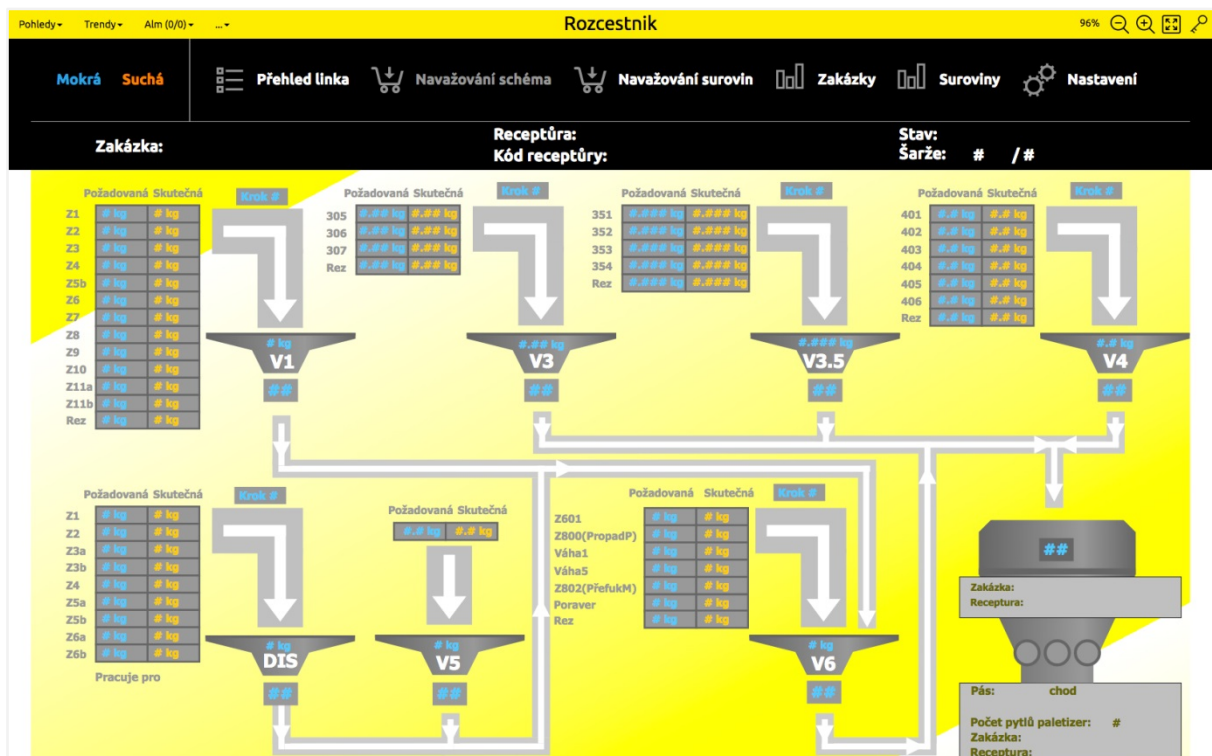 Pohledy Trendy Alm (0/0) ... Rozcestnik 96%
Mokrá Suchá Přehled linka Navažování schéma Navažování surovin Zakázky Suroviny Nastavení
Zakázka: Receptůra: Stav:
Kód receptůry: Šarže: # / #
Požadovaná Skutečná Krok #
Z1 # kg # kg
Z2 # kg # kg
Z3 # kg # kg
Z4 # kg # kg
Z5b # kg # kg
Z6 # kg # kg
Z7 # kg # kg
Z8 # kg # kg
Z9 # kg # kg
Z10 # kg # kg
Z11a # kg # kg
Z11b # kg # kg
Rez # kg # kg
# kg
V1
##
Požadovaná Skutečná Krok #
305 #.## kg #.## kg
306 #.## kg #.## kg
307 #.## kg #.## kg
Rez #.## kg #.## kg
#.## kg
V3
##
Požadovaná Skutečná Krok #
351 #.### kg #.### kg
352 #.### kg #.### kg
353 #.### kg #.### kg
354 #.### kg #.### kg
Rez #.### kg #.### kg
#.### kg
V3.5
##
Požadovaná Skutečná Krok #
401 #.# kg #.# kg
402 #.# kg #.# kg
403 #.# kg #.# kg
404 #.# kg #.# kg
405 #.# kg #.# kg
406 #.# kg #.# kg
Rez #.# kg #.# kg
#.# kg
V4
##
Požadovaná Skutečná Krok #
Z1 # kg # kg
Z2 # kg # kg
Z3a # kg # kg
Z3b # kg # kg
Z4 # kg # kg
Z5a # kg # kg
Z5b # kg # kg
Z6a # kg # kg
Z6b # kg # kg
Pracuje pro
# kg
DIS
##
Požadovaná Skutečná
#.# kg #.# kg
# kg
V5
##
Požadovaná Skutečná Krok #
Z601 # kg # kg
Z800(PropadP) # kg # kg
Váha1 # kg # kg
Váha5 # kg # kg
Z802(PřefukM) # kg # kg
Poraver # kg # kg
Rez # kg # kg
# kg
V6
##
##
Zakázka:
Receptura:
Pás: chod
Počet pytlů paletizer: #
Zakázka:
Receptura: